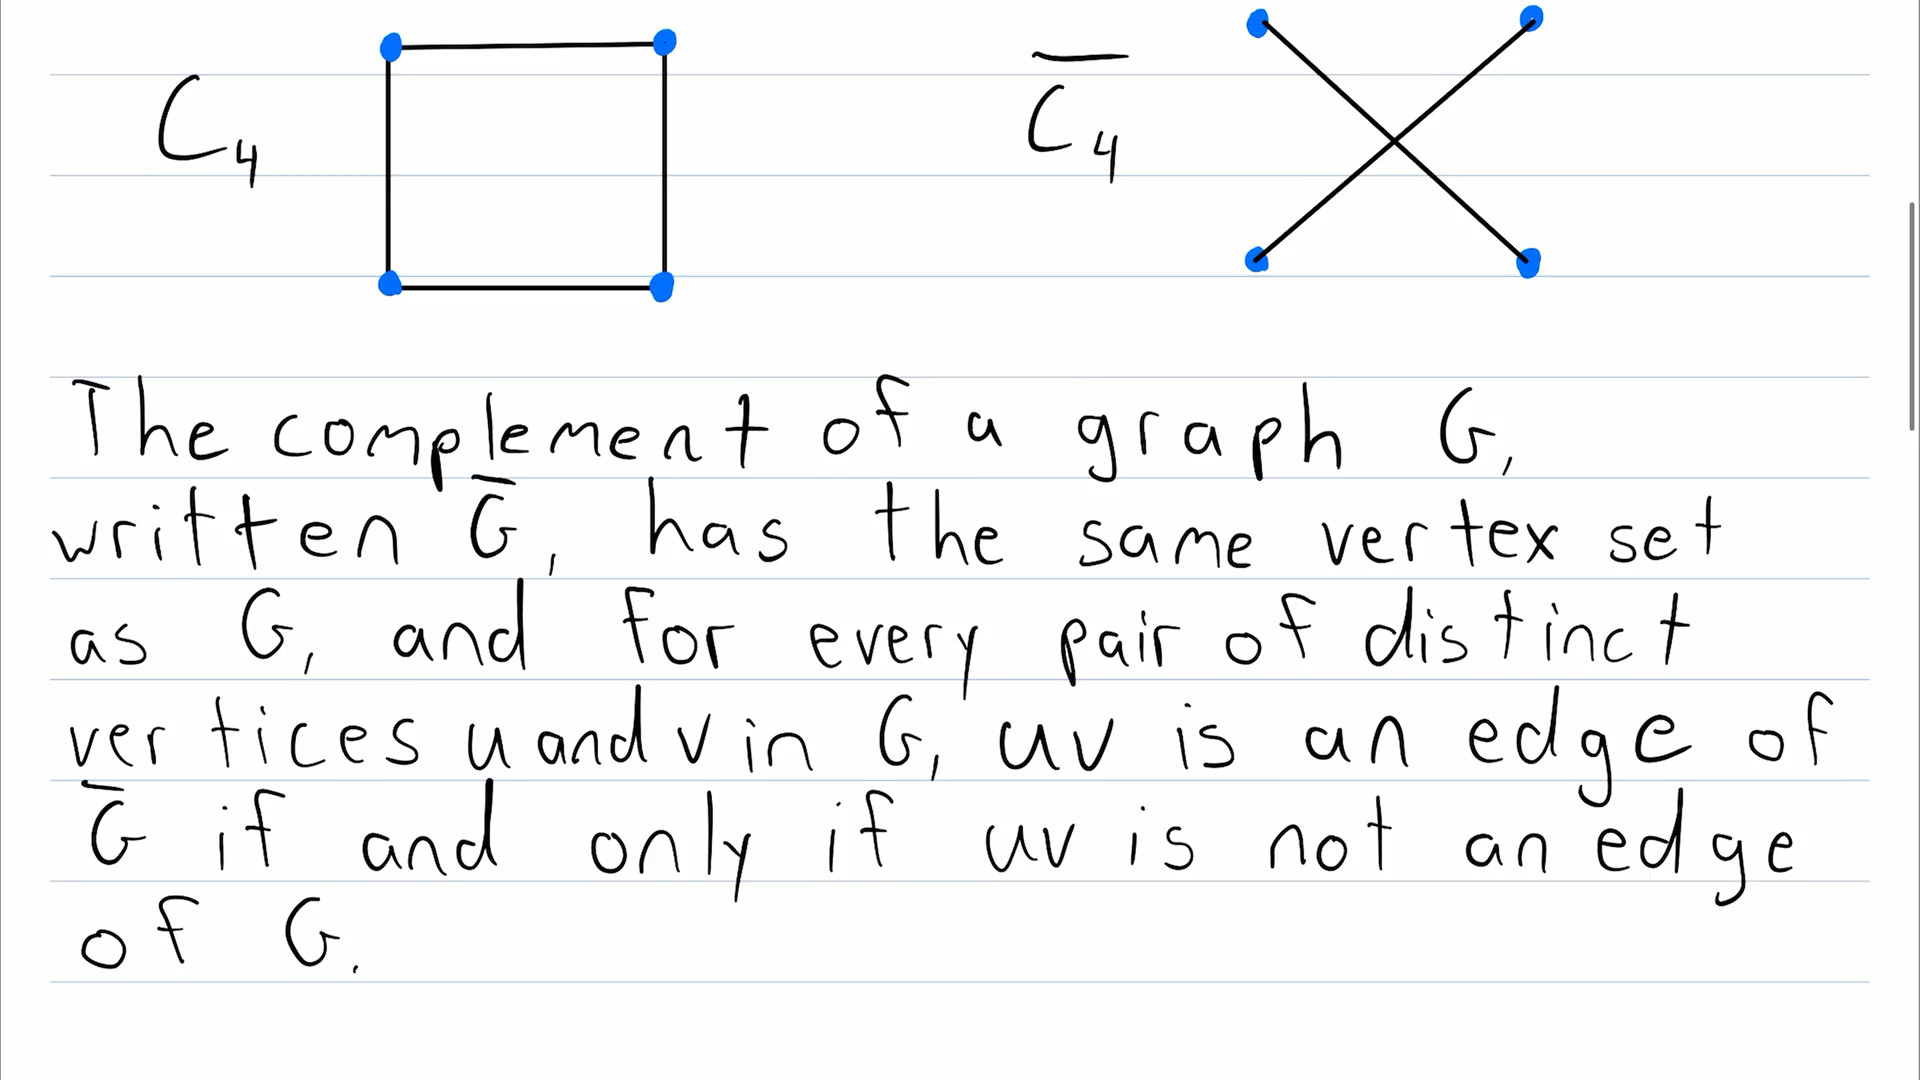 C₄
C̅₄
The complement of a graph G,
written G̅, has the same vertex set
as G, and for every pair of distinct
vertices u and v in G, uv is an edge of
G̅ if and only if uv is not an edge
of G.